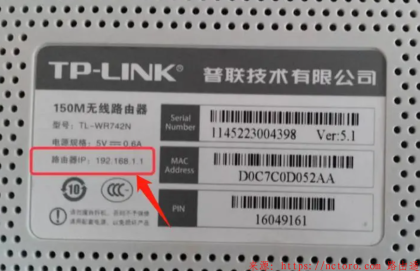 TP-LINK® 普联技术有限公司
150M无线路由器
型号: TL-WR742N
电源规格: 5V⎓0.6A
路由器IP: 192.168.1.1
Serial Number
1145223004398 Ver:5.1
MAC Address
D0C7C0D052AA
PIN
16049161
10
CCC